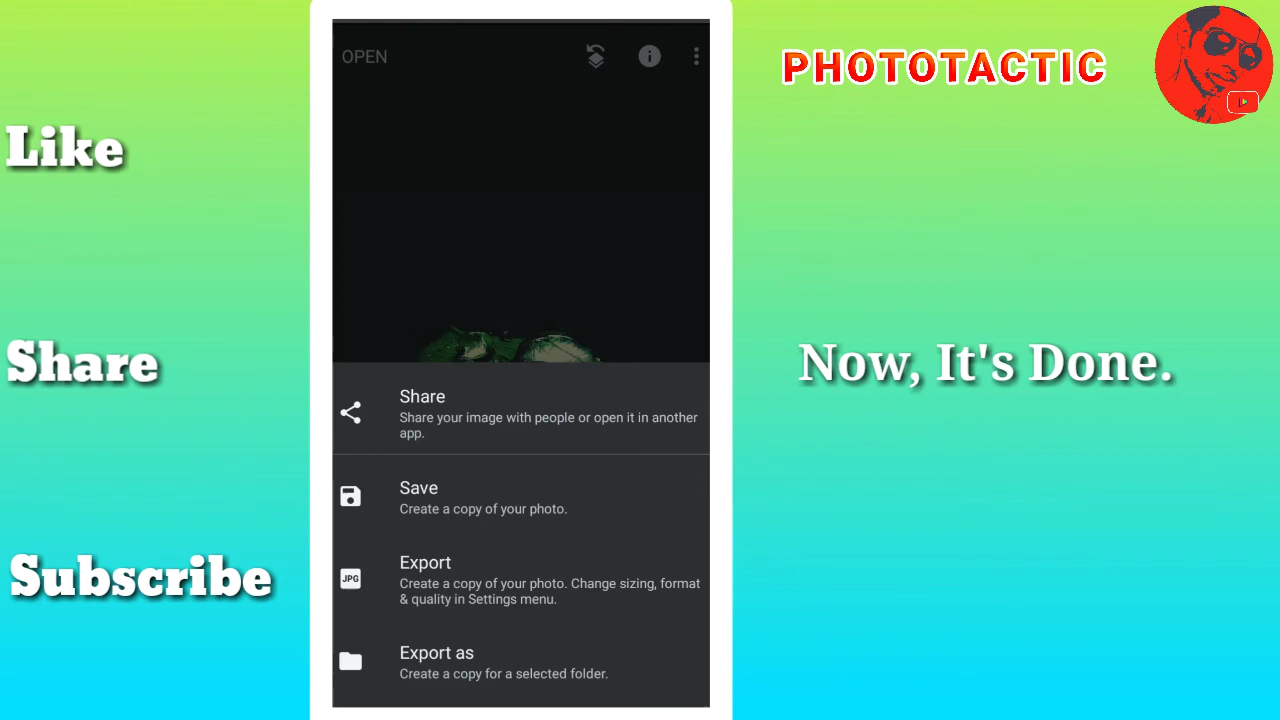 Like
Share
Subscribe
OPEN
Share
Share your image with people or open it in another
app.
Save
Create a copy of your photo.
JPG
Export
Create a copy of your photo. Change sizing, format
& quality in Settings menu.
Export as
Create a copy for a selected folder.
PHOTOTACTIC
Now, It's Done.